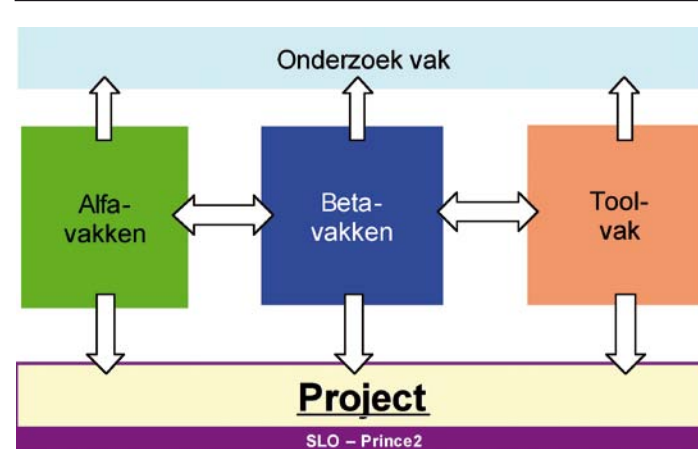 Onderzoek vak
Alfa-
vakken
Beta-
vakken
Tool-
vak
Project
SLO – Prince2